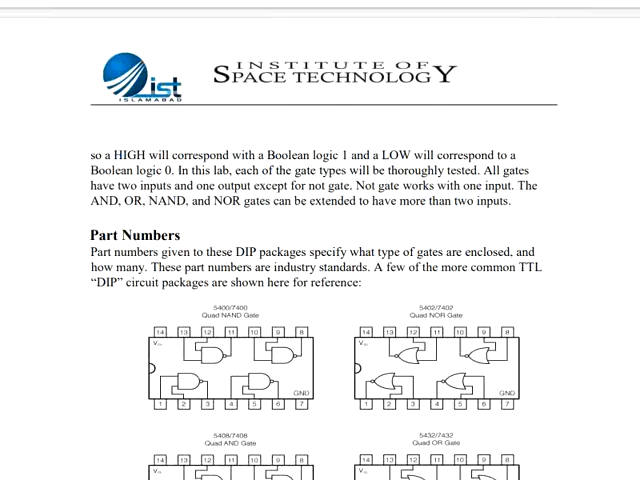 ist
ISLAMABAD
INSTITUTE OF
SPACE TECHNOLOGY
so a HIGH will correspond with a Boolean logic 1 and a LOW will correspond to a
Boolean logic 0. In this lab, each of the gate types will be thoroughly tested. All gates
have two inputs and one output except for not gate. Not gate works with one input. The
AND, OR, NAND, and NOR gates can be extended to have more than two inputs.
Part Numbers
Part numbers given to these DIP packages specify what type of gates are enclosed, and
how many. These part numbers are industry standards. A few of the more common TTL
“DIP” circuit packages are shown here for reference:
5400/7400
Quad NAND Gate
14 13 12 11 10 9 8
Vcc
GND
1 2 3 4 5 6 7
5402/7402
Quad NOR Gate
14 13 12 11 10 9 8
Vcc
GND
1 2 3 4 5 6 7
5408/7408
Quad AND Gate
14 13 12 11 10 9 8
Vcc
5432/7432
Quad OR Gate
14 13 12 11 10 9 8
Vcc